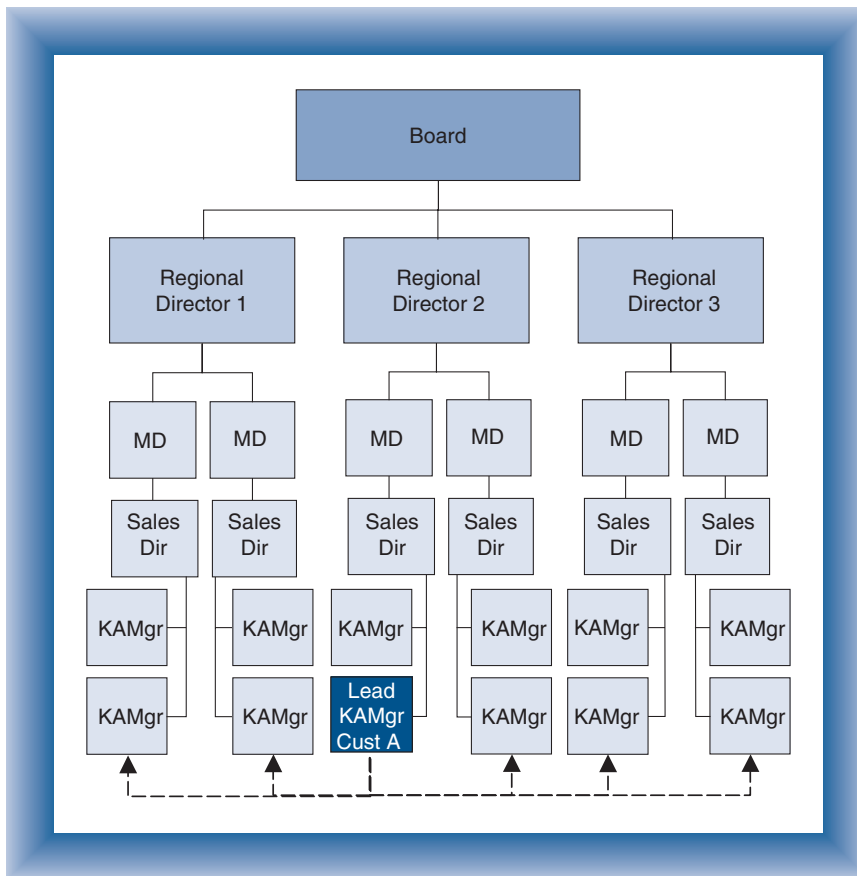 Board
Regional
Director 1
Regional
Director 2
Regional
Director 3
MD
MD
MD
MD
MD
MD
Sales
Dir
Sales
Dir
Sales
Dir
Sales
Dir
Sales
Dir
Sales
Dir
KAMgr
KAMgr
KAMgr
KAMgr
KAMgr
KAMgr
KAMgr
KAMgr
Lead
KAMgr
Cust A
KAMgr
KAMgr
KAMgr